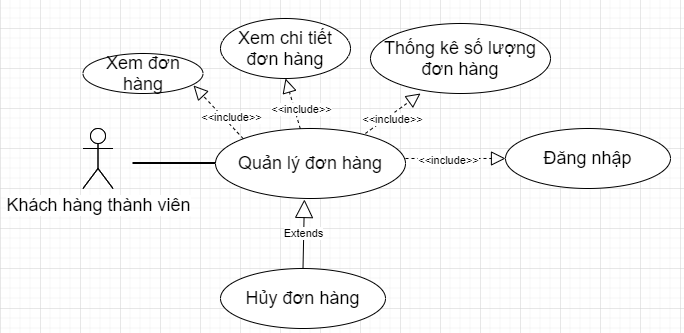 Xem đơn
hàng
Xem chi tiết
đơn hàng
Thống kê số lượng
đơn hàng
<<include>>
<<include>>
<<include>>
Quản lý đơn hàng
<<include>>
Đăng nhập
Khách hàng thành viên
Extends
Hủy đơn hàng